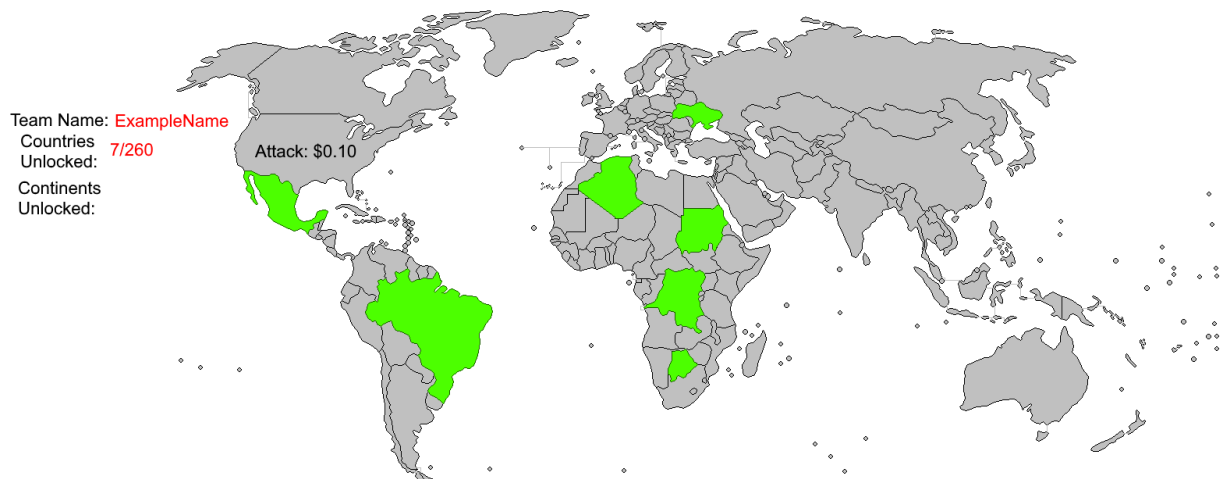 Team Name: ExampleName
Countries
Unlocked: 7/260
Attack: $0.10
Continents
Unlocked: